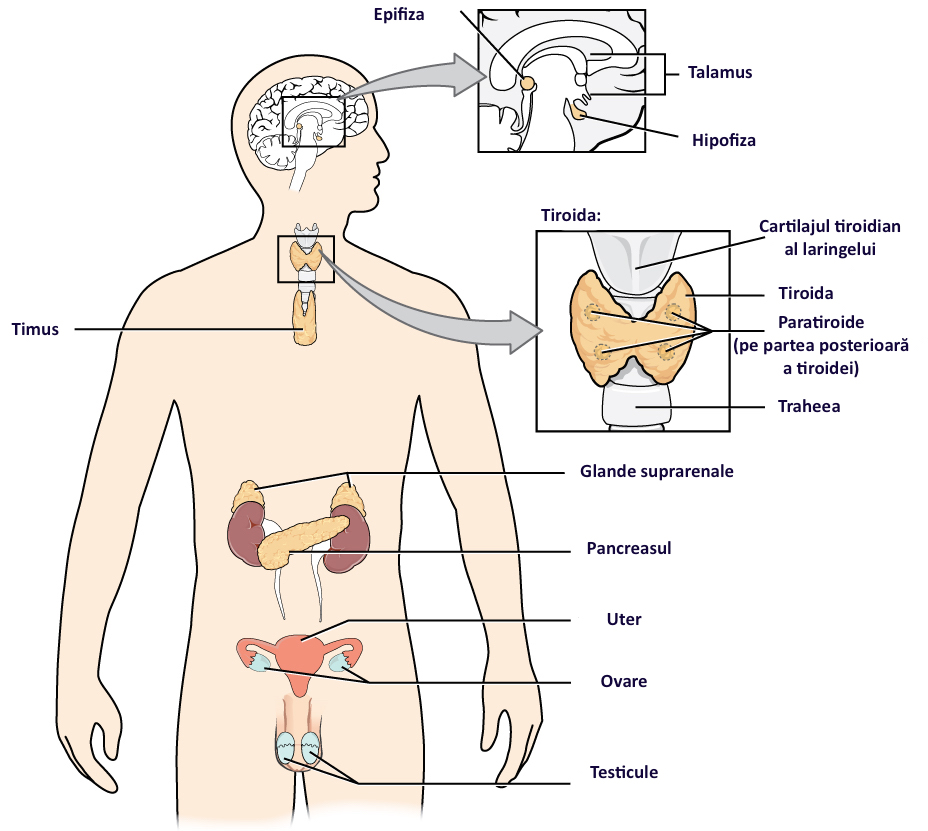 Epifiza
Talamus
Hipofiza
Tiroida:
Cartilajul tiroidian
al laringelui
Tiroida
Paratiroide
(pe partea posterioară
a tiroidei)
Timus
Traheea
Glande suprarenale
Pancreasul
Uter
Ovare
Testicule